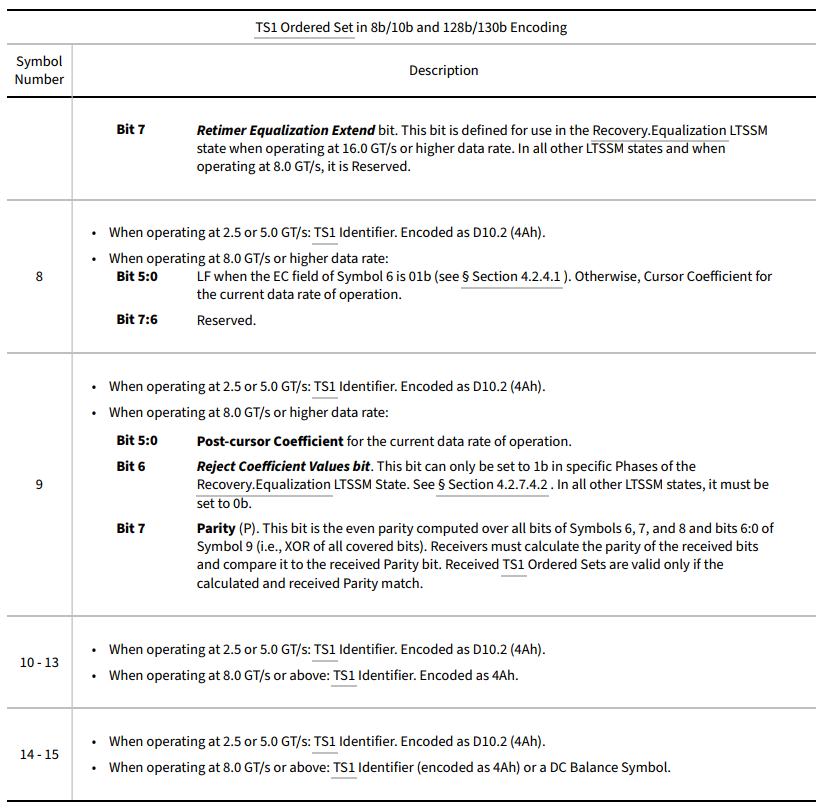 TS1 Ordered Set in 8b/10b and 128b/130b Encoding
Symbol
Number
Description
Bit 7 Retimer Equalization Extend bit. This bit is defined for use in the Recovery.Equalization LTSSM
state when operating at 16.0 GT/s or higher data rate. In all other LTSSM states and when
operating at 8.0 GT/s, it is Reserved.
8
• When operating at 2.5 or 5.0 GT/s: TS1 Identifier. Encoded as D10.2 (4Ah).
• When operating at 8.0 GT/s or higher data rate:
Bit 5:0 LF when the EC field of Symbol 6 is 01b (see § Section 4.2.4.1 ). Otherwise, Cursor Coefficient for
the current data rate of operation.
Bit 7:6 Reserved.
9
• When operating at 2.5 or 5.0 GT/s: TS1 Identifier. Encoded as D10.2 (4Ah).
• When operating at 8.0 GT/s or higher data rate:
Bit 5:0 Post-cursor Coefficient for the current data rate of operation.
Bit 6 Reject Coefficient Values bit. This bit can only be set to 1b in specific Phases of the
Recovery.Equalization LTSSM State. See § Section 4.2.7.4.2 . In all other LTSSM states, it must be
set to 0b.
Bit 7 Parity (P). This bit is the even parity computed over all bits of Symbols 6, 7, and 8 and bits 6:0 of
Symbol 9 (i.e., XOR of all covered bits). Receivers must calculate the parity of the received bits
and compare it to the received Parity bit. Received TS1 Ordered Sets are valid only if the
calculated and received Parity match.
10 - 13
• When operating at 2.5 or 5.0 GT/s: TS1 Identifier. Encoded as D10.2 (4Ah).
• When operating at 8.0 GT/s or above: TS1 Identifier. Encoded as 4Ah.
14 - 15
• When operating at 2.5 or 5.0 GT/s: TS1 Identifier. Encoded as D10.2 (4Ah).
• When operating at 8.0 GT/s or above: TS1 Identifier (encoded as 4Ah) or a DC Balance Symbol.